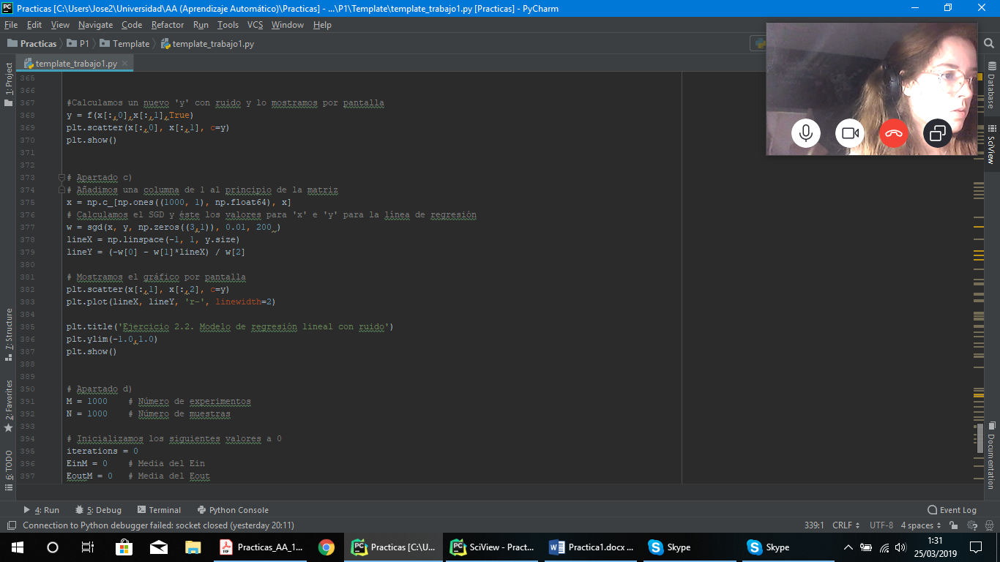 Practicas [C:\Users\Jose2\Universidad\AA (Aprendizaje Automático)\Practicas] - ...\P1\Template\template_trabajo1.py [Practicas] - PyCharm
File Edit View Navigate Code Refactor Run Tools VCS Window Help
Practicas P1 Template template_trabajo1.py
template_trabajo1.py
1: Project
7: Structure
2: Favorites
6: TODO
Database
SciView
Documentation
365
366
367 #Calculamos un nuevo 'y' con ruido y lo mostramos por pantalla
368 y = f(x[:,0],x[:,1],True)
369 plt.scatter(x[:,0], x[:,1], c=y)
370 plt.show()
371
372
373 # Apartado c)
374 # Añadimos una columna de 1 al principio de la matriz
375 x = np.c_[np.ones((1000, 1), np.float64), x]
376 # Calculamos el SGD y éste los valores para 'x' e 'y' para la línea de regresión
377 w = sgd(x, y, np.zeros((3,1)), 0.01, 200 )
378 lineX = np.linspace(-1, 1, y.size)
379 lineY = (-w[0] - w[1]*lineX) / w[2]
380
381 # Mostramos el gráfico por pantalla
382 plt.scatter(x[:,1], x[:,2], c=y)
383 plt.plot(lineX, lineY, 'r-', linewidth=2)
384
385 plt.title('Ejercicio 2.2. Modelo de regresión lineal con ruido')
386 plt.ylim(-1.0,1.0)
387 plt.show()
388
389
390 # Apartado d)
391 M = 1000 # Número de experimentos
392 N = 1000 # Número de muestras
393
394 # Inicializamos los siguientes valores a 0
395 iterations = 0
396 EinM = 0 # Media del Ein
397 EoutM = 0 # Media del Eout
4: Run 5: Debug Terminal Python Console Event Log
Connection to Python debugger failed: socket closed (yesterday 20:11) 339:1 CRLF UTF-8 4 spaces
Practicas_AA_1... Practicas [C:\U... SciView - Pract... Practica1.docx ... Skype Skype 1:31
25/03/2019